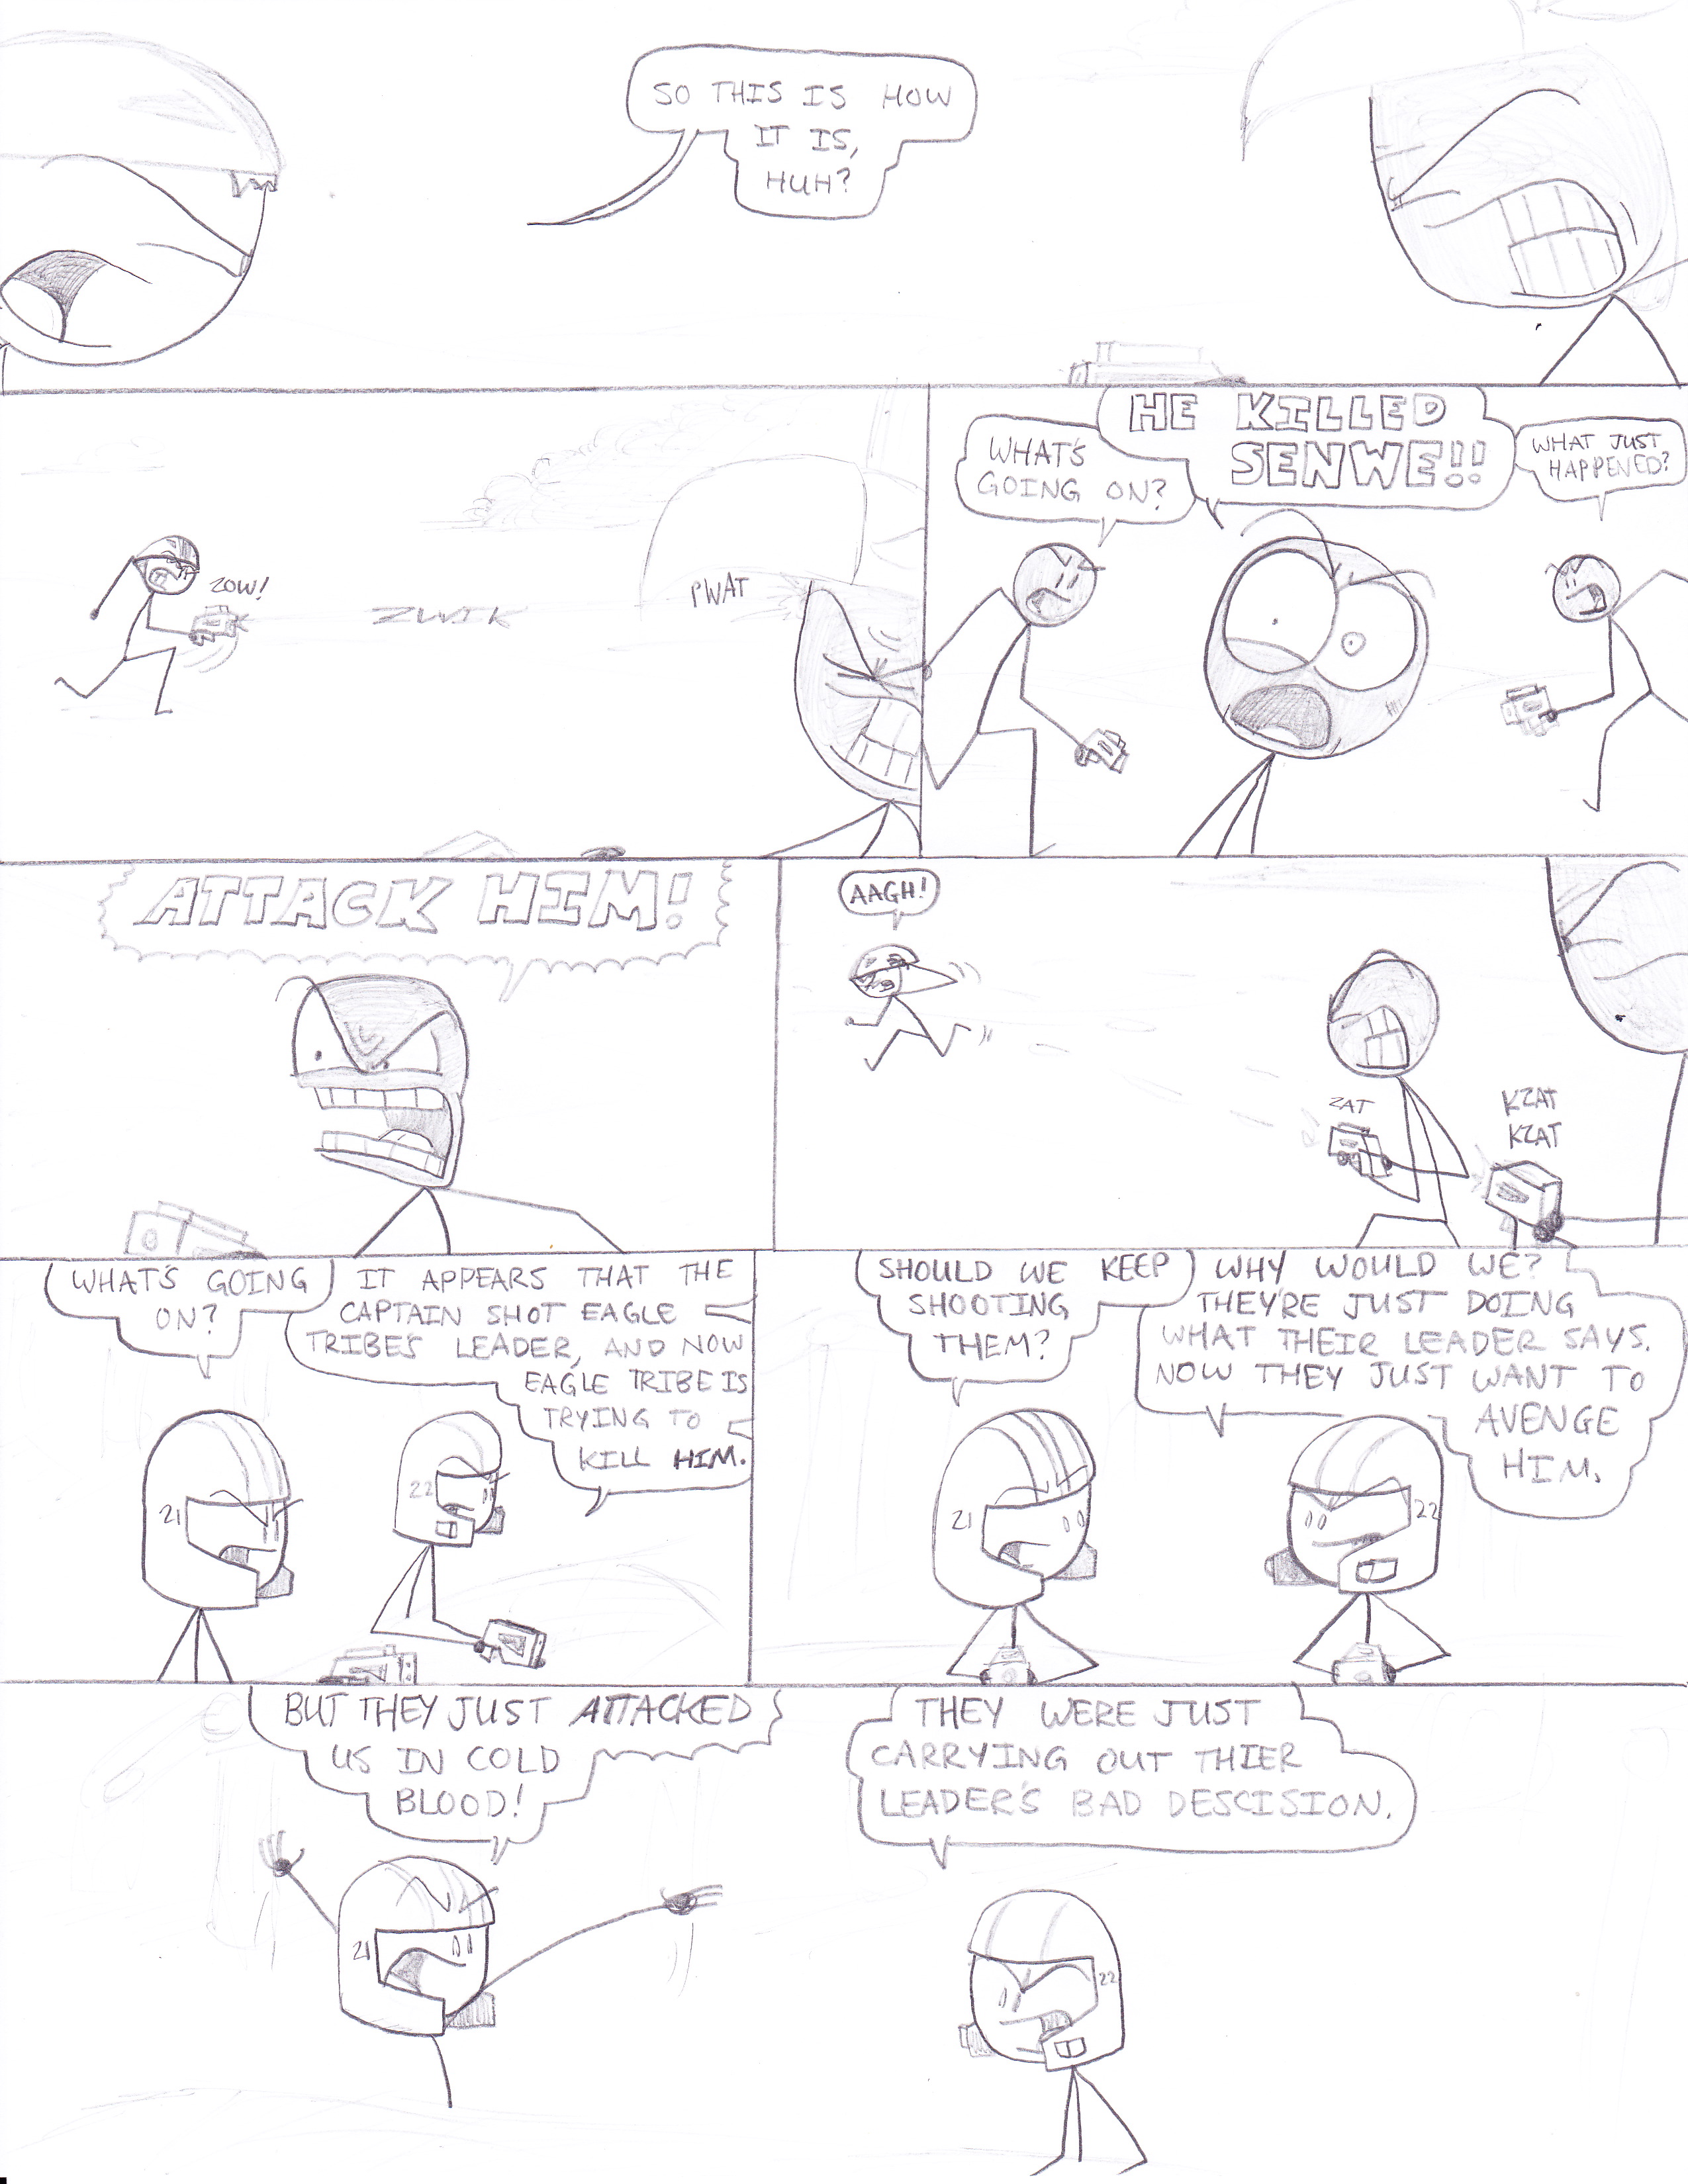 SO THIS IS HOW
IT IS,
HUH?
ZOW!
ZWIK
PWAT
WHAT'S
GOING ON?
HE KILLED
SENWE!!
WHAT JUST
HAPPENED?
ATTACK HIM!
AAGH!
ZAT
KZAT
KZAT
WHAT'S GOING
ON?
IT APPEARS THAT THE
CAPTAIN SHOT EAGLE
TRIBE'S LEADER, AND NOW
EAGLE TRIBE IS
TRYING TO
KILL HIM.
21
22
SHOULD WE KEEP
SHOOTING
THEM?
WHY WOULD WE?
THEY'RE JUST DOING
WHAT THEIR LEADER SAYS.
NOW THEY JUST WANT TO
AVENGE
HIM.
21
22
BUT THEY JUST ATTACKED
US IN COLD
BLOOD!
THEY WERE JUST
CARRYING OUT THIER
LEADER'S BAD DESCISION.
21
22